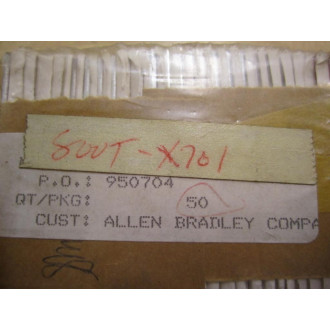 800T-X701
P.O.: 950704
QT/PKG: 50
CUST: ALLEN BRADLEY COMPA